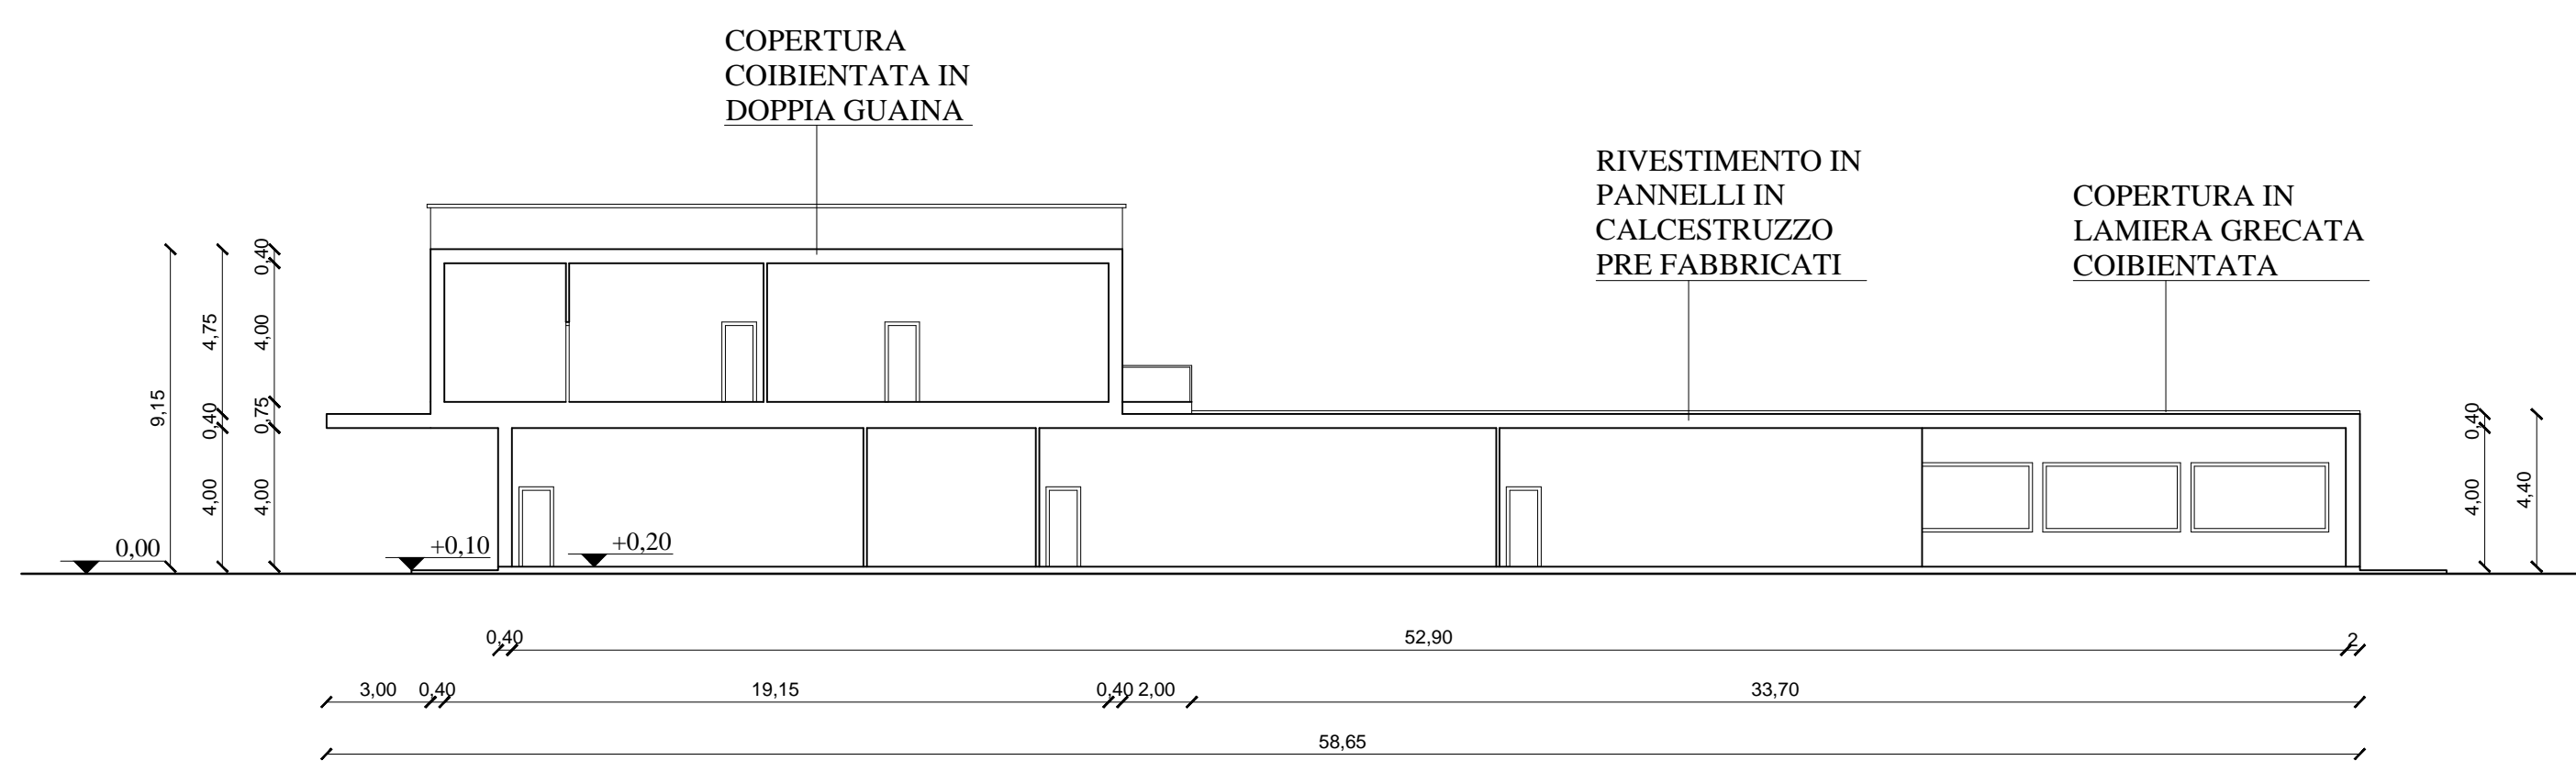 COPERTURA
COIBIENTATA IN
DOPPIA GUAINA
RIVESTIMENTO IN
PANNELLI IN
CALCESTRUZZO
PRE FABBRICATI
COPERTURA IN
LAMIERA GRECATA
COIBIENTATA
9,15
4,75
0,40
4,00
0,40
4,00
0,75
4,00
0,40
4,00
4,40
0,00
+0,10
+0,20
0,40 52,90 2
3,00 0,40 19,15 0,40 2,00 33,70
58,65